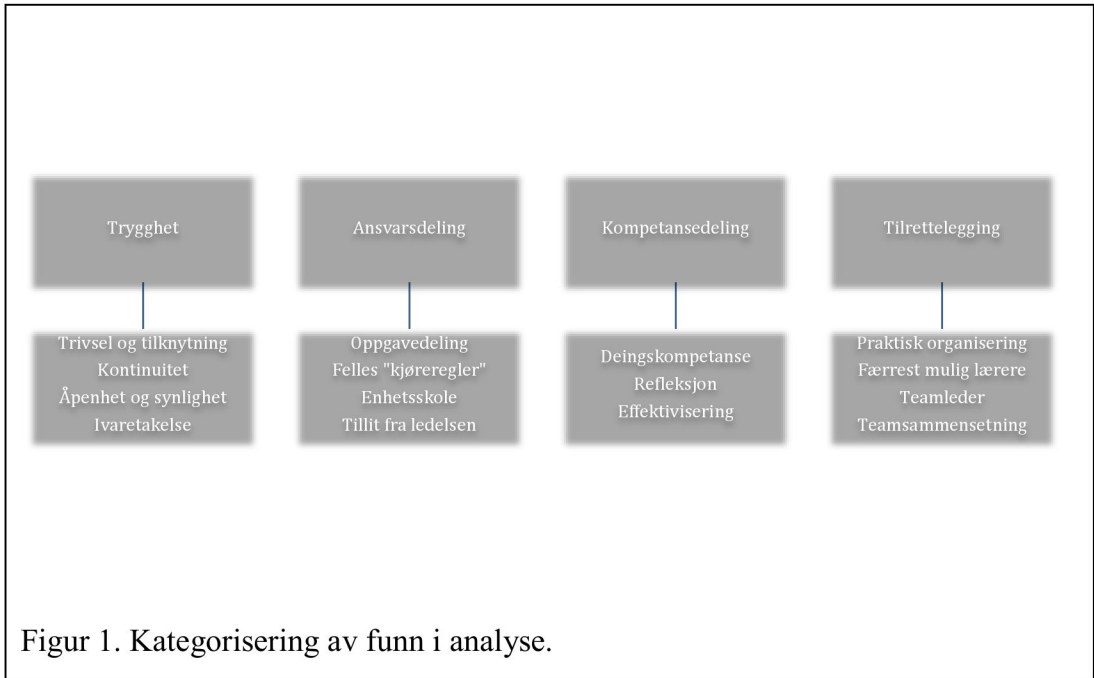 Trygghet
Ansvarsdeling
Kompetansedeling
Tilrettelegging
Trivsel og tilknytning
Kontinuitet
Åpenhet og synlighet
Ivaretakelse
Oppgavedeling
Felles "kjøreregler"
Enhetsskole
Tillit fra ledelsen
Deingskompetanse
Refleksjon
Effektivisering
Praktisk organisering
Færrest mulig lærere
Teamleder
Teamsammensetning
Figur 1. Kategorisering av funn i analyse.